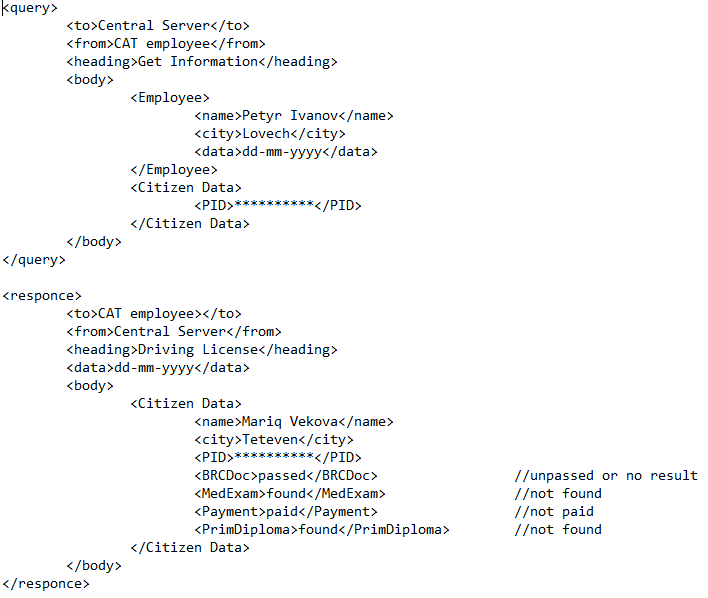 <query>
<to>Central Server</to>
<from>CAT employee</from>
<heading>Get Information</heading>
<body>
<Employee>
<name>Petyr Ivanov</name>
<city>Lovech</city>
<data>dd-mm-yyyy</data>
</Employee>
<Citizen Data>
<PID>**********</PID>
</Citizen Data>
</body>
</query>
<responce>
<to>CAT employee></to>
<from>Central Server</from>
<heading>Driving License</heading>
<data>dd-mm-yyyy</data>
<body>
<Citizen Data>
<name>Mariq Vekova</name>
<city>Teteven</city>
<PID>**********</PID>
<BRCDoc>passed</BRCDoc> //unpassed or no result
<MedExam>found</MedExam> //not found
<Payment>paid</Payment> //not paid
<PrimDiploma>found</PrimDiploma> //not found
</Citizen Data>
</body>
</responce>